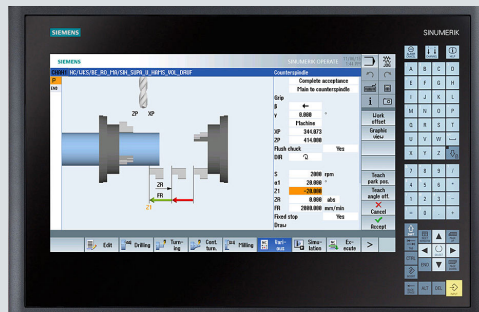 SIEMENS
SINUMERIK
SIEMENS
SINUMERIK OPERATE
Counterspindle
Complete acceptance
Main to counterspindle
Grip
β
γ 0.000 °
Machine
XP 344.073
ZP 414.000
Flush chuck Yes
DIR
S 2000 rpm
α1 20.000 °
Z1 -20.000
ZR 0.000 abs
FR 2000.000 mm/min
Fixed stop Yes
Draw
ZP XP
ZR
FR
Z1
Work
offset
Graphic
view
Teach
park pos.
Teach
angle off.
Cancel
Accept
Edit
Drilling
Turn-
ing
Cont.
turn.
Milling
Vari-
ous
Simu-
lation
Ex-
ecute
A B C D
E F G H
I J K L
M N O P
Q R S T
U V W
X Y Z
7 8 9 /
4 5 6 *
1 2 3 -
= 0 . +
CTRL
END
ALT DEL